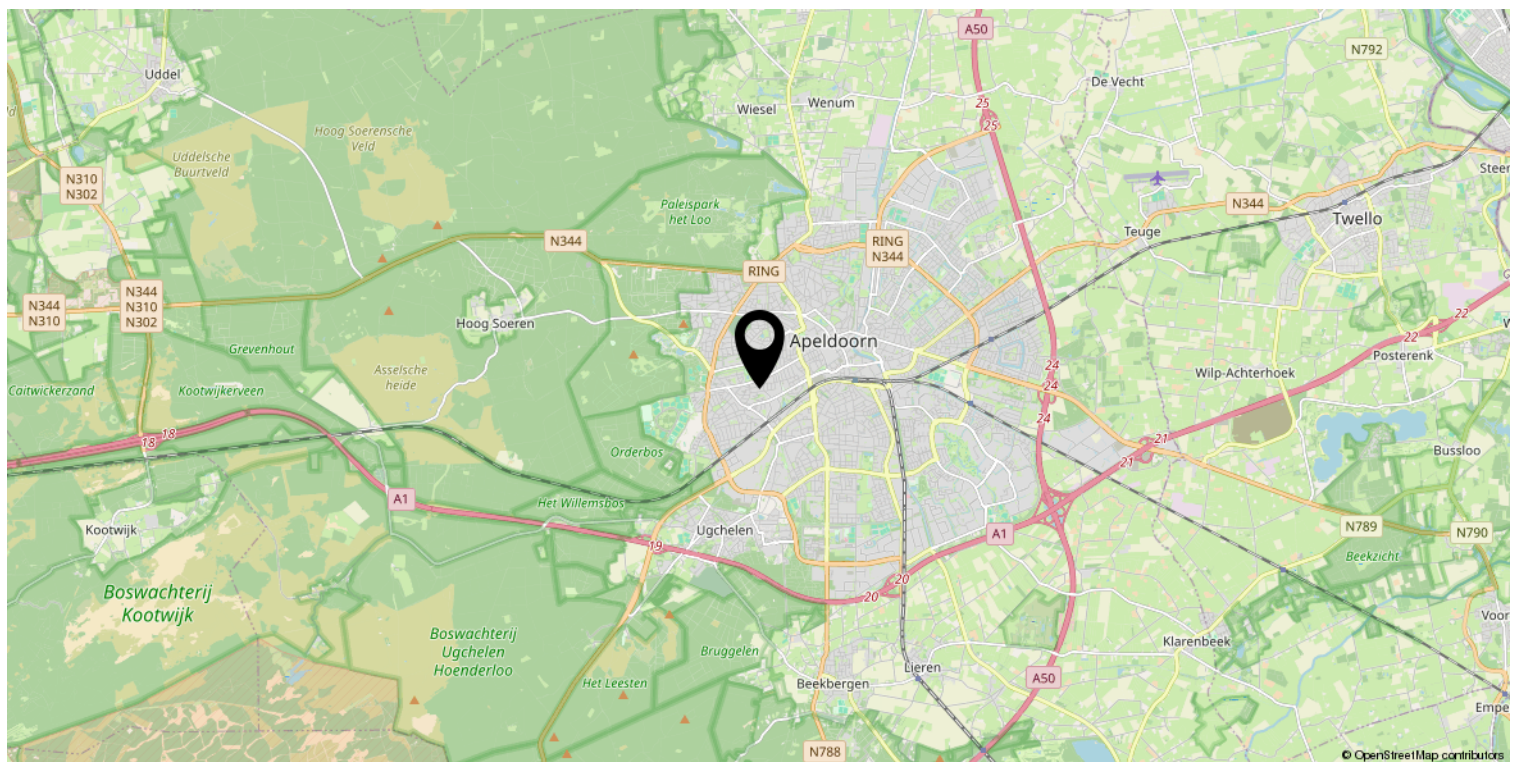 A50
N792
Uddel
De Vecht
Wiesel
Wenum
25
25
Hoog Soerensche
Veld
Uddelsche
Buurtveld
N310
N302
Paleispark
het Loo
N344
Twello
Teuge
N344
RING
N344
RING
N344
N310
N344
N310
N302
Hoog Soeren
Apeldoorn
22
22
Posterenk
Grevenhout
Asselsche
heide
Caitwickerzand
Kootwijkerveen
24
24
24
Wilp-Achterhoek
18
18
21
21
Orderbos
Bussloo
A1
Het Willemsbos
Kootwijk
Ugchelen
19
A1
N789
N790
Beekzicht
20
20
Boswachterij
Kootwijk
Boswachterij
Ugchelen
Hoenderloo
Bruggelen
Klarenbeek
Voor
Het Leesten
Beekbergen
Lieren
A50
Empe
N788
© OpenStreetMap contributors